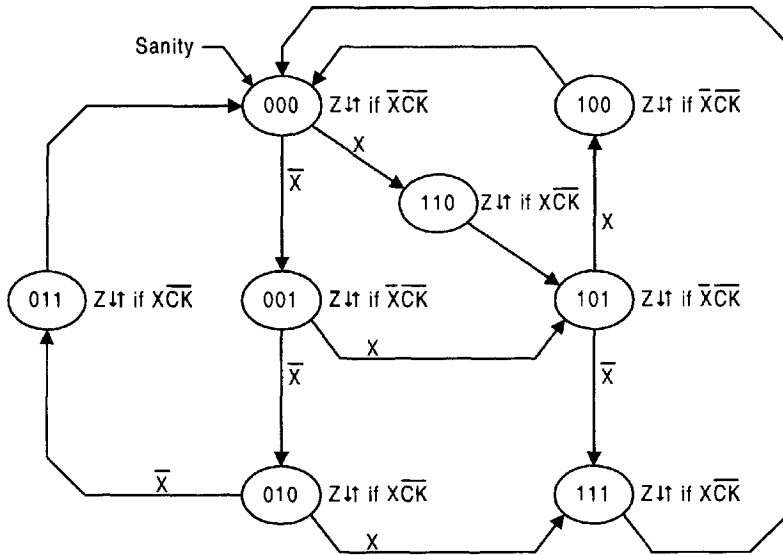 Sanity
000
Z↓↑ if X̅C̅K̅
100
Z↓↑ if X̅C̅K̅
X
X̅
110
Z↓↑ if XC̅K̅
X
011
Z↓↑ if XC̅K̅
001
Z↓↑ if X̅C̅K̅
101
Z↓↑ if X̅C̅K̅
X
X̅
X̅
X̅
010
Z↓↑ if XC̅K̅
111
Z↓↑ if XC̅K̅
X